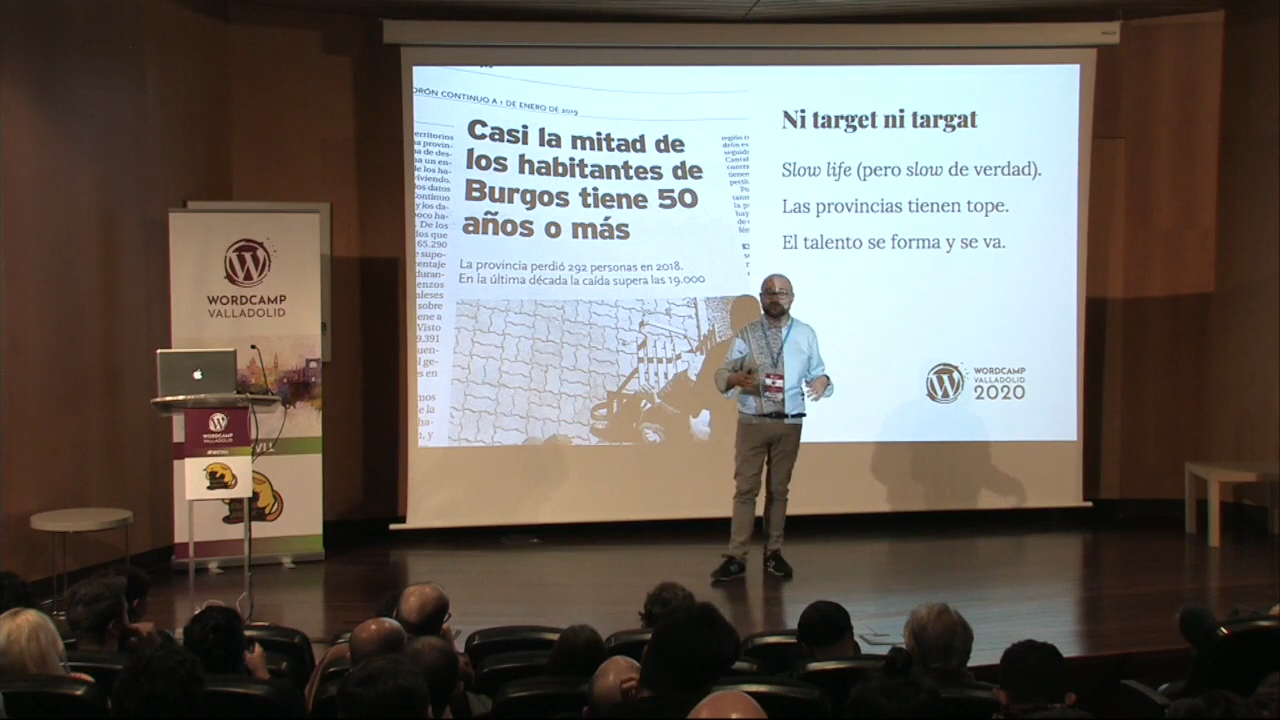 DRÓN CONTINUO A 1 DE ENERO DE 2019
Casi la mitad de
los habitantes de
Burgos tiene 50
años o más
La provincia perdió 292 personas en 2018.
En la última década la caída supera las 19.000
Ni target ni targat
Slow life (pero slow de verdad).
Las provincias tienen tope.
El talento se forma y se va.
WORDCAMP
VALLADOLID
2020
WORDCAMP
VALLADOLID
WORDCAMP
VALLADOLID